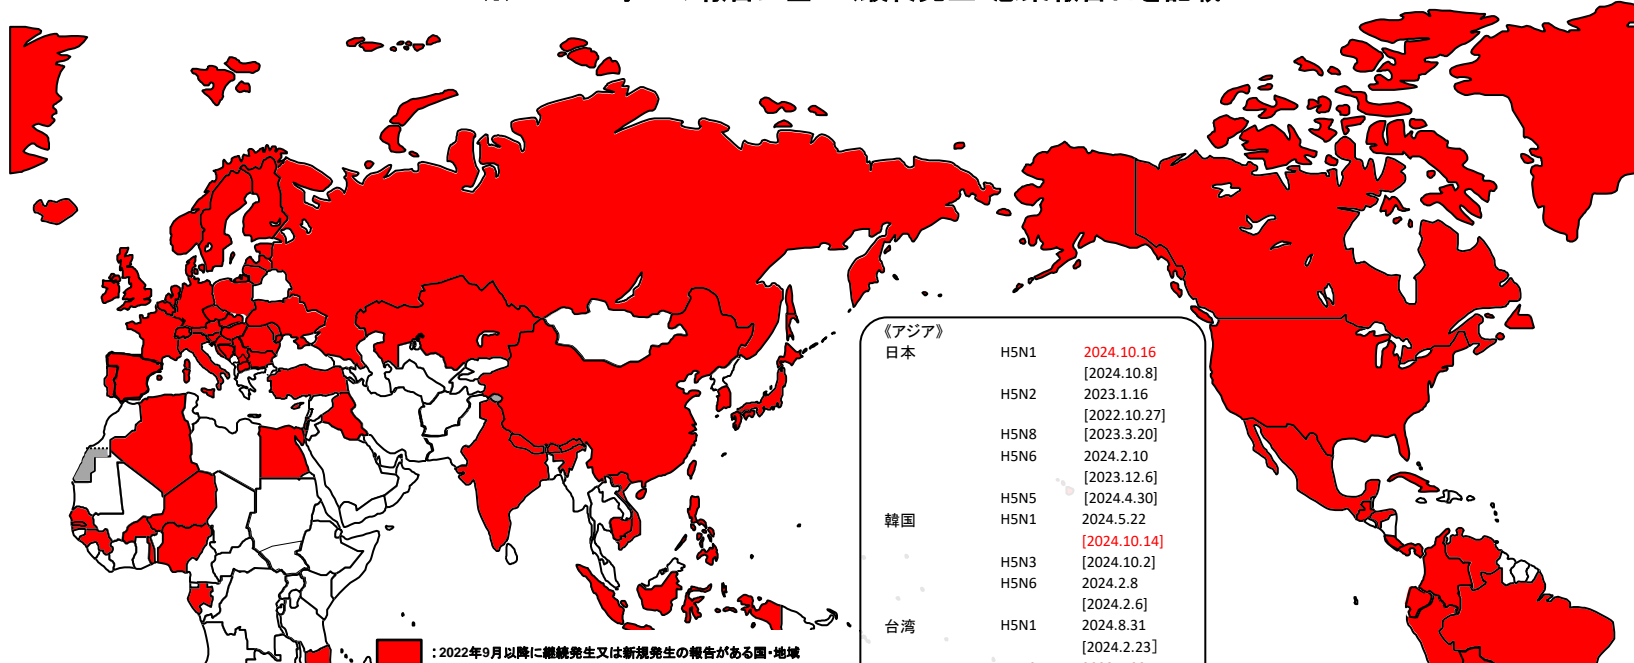 《アジア》
日本 H5N1 2024.10.16
[2024.10.8]
H5N2 2023.1.16
[2022.10.27]
H5N8 [2023.3.20]
H5N6 2024.2.10
[2023.12.6]
H5N5 [2024.4.30]
韓国 H5N1 2024.5.22
[2024.10.14]
H5N3 [2024.10.2]
H5N6 2024.2.8
[2024.2.6]
台湾 H5N1 2024.8.31
[2024.2.23]
：2022年9月以降に継続発生又は新規発生の報告がある国・地域